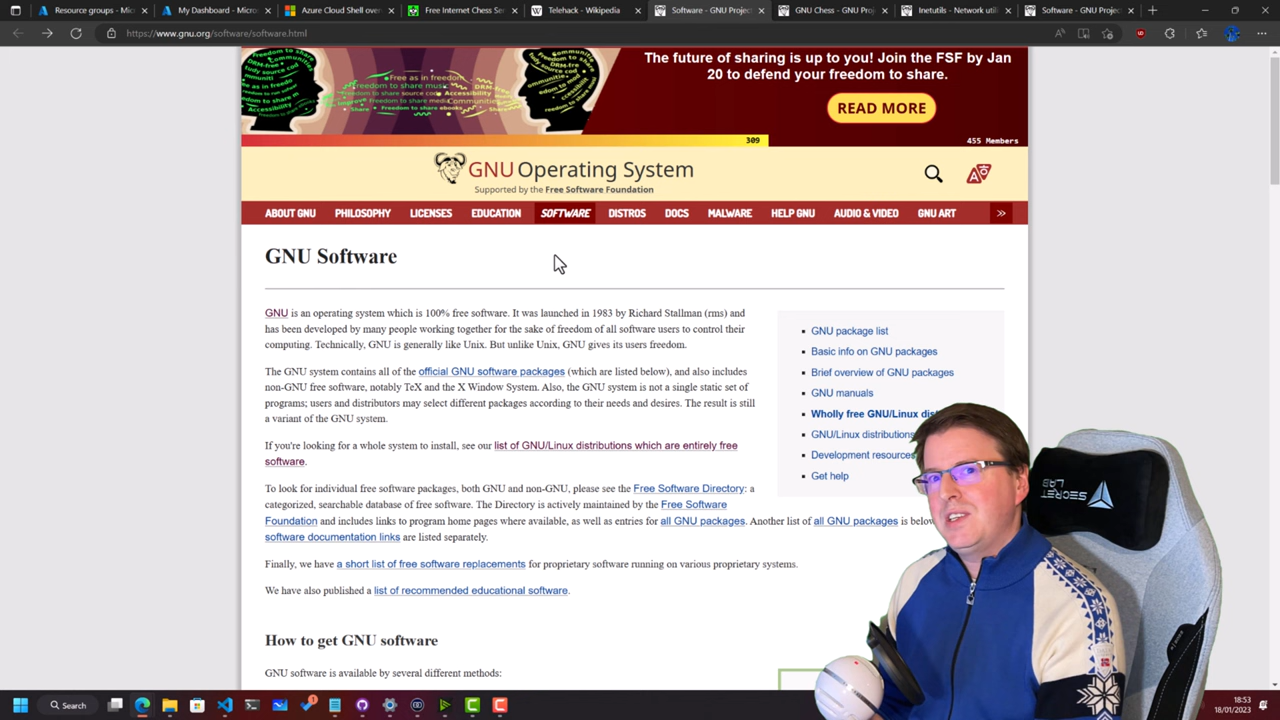 Resource groups - Mic
My Dashboard - Micro
Azure Cloud Shell over
Free Internet Chess Se
Telehack - Wikipedia
Software - GNU Projec
GNU Chess - GNU Proj
Inetutils - Network util
Software - GNU Proje
https://www.gnu.org/software/software.html
The future of sharing is up to you! Join the FSF by Jan
20 to defend your freedom to share.
READ MORE
Free as in freedom
309
455 Members
GNU Operating System
Supported by the Free Software Foundation
ABOUT GNU PHILOSOPHY LICENSES EDUCATION SOFTWARE DISTROS DOCS MALWARE HELP GNU AUDIO & VIDEO GNU ART »
GNU Software
GNU is an operating system which is 100% free software. It was launched in 1983 by Richard Stallman (rms) and
has been developed by many people working together for the sake of freedom of all software users to control their
computing. Technically, GNU is generally like Unix. But unlike Unix, GNU gives its users freedom.
The GNU system contains all of the official GNU software packages (which are listed below), and also includes
non-GNU free software, notably TeX and the X Window System. Also, the GNU system is not a single static set of
programs; users and distributors may select different packages according to their needs and desires. The result is still
a variant of the GNU system.
If you're looking for a whole system to install, see our list of GNU/Linux distributions which are entirely free
software.
To look for individual free software packages, both GNU and non-GNU, please see the Free Software Directory: a
categorized, searchable database of free software. The Directory is actively maintained by the Free Software
Foundation and includes links to program home pages where available, as well as entries for all GNU packages. Another list of all GNU packages is below
software documentation links are listed separately.
Finally, we have a short list of free software replacements for proprietary software running on various proprietary systems.
We have also published a list of recommended educational software.
GNU package list
Basic info on GNU packages
Brief overview of GNU packages
GNU manuals
Wholly free GNU/Linux dis
GNU/Linux distributions
Development resources
Get help
How to get GNU software
GNU software is available by several different methods:
SECRET
LAB
Search
18:53
18/01/2023